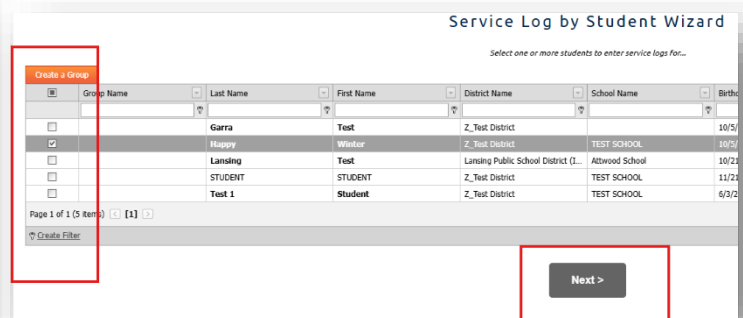 Service Log by Student Wizard
Select one or more students to enter service logs for...
Create a Group
Group Name Last Name First Name District Name School Name Birthd
Garra Test Z_Test District 10/5/
Happy Winter Z_Test District TEST SCHOOL 10/5/
Lansing Test Lansing Public School District (I... Attwood School 10/21
STUDENT STUDENT Z_Test District TEST SCHOOL 11/21
Test 1 Student Z_Test District TEST SCHOOL 6/3/2
Page 1 of 1 (5 items) < [1] >
Create Filter
Next >